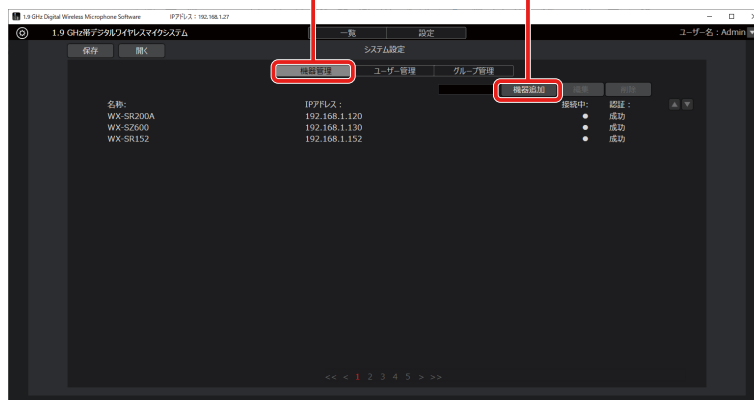 1.9 GHz Digital Wireless Microphone Software IPアドレス：192.168.1.27
1.9 GHz帯デジタルワイヤレスマイクシステム 一覧 設定 ユーザー名：Admin
保存 開く システム設定
機器管理 ユーザー管理 グループ管理
機器追加 編集 削除
名称: IPアドレス： 接続中: 認証：
WX-SR200A 192.168.1.120 成功
WX-SZ600 192.168.1.130 成功
WX-SR152 192.168.1.152 成功
<< < 1 2 3 4 5 > >>